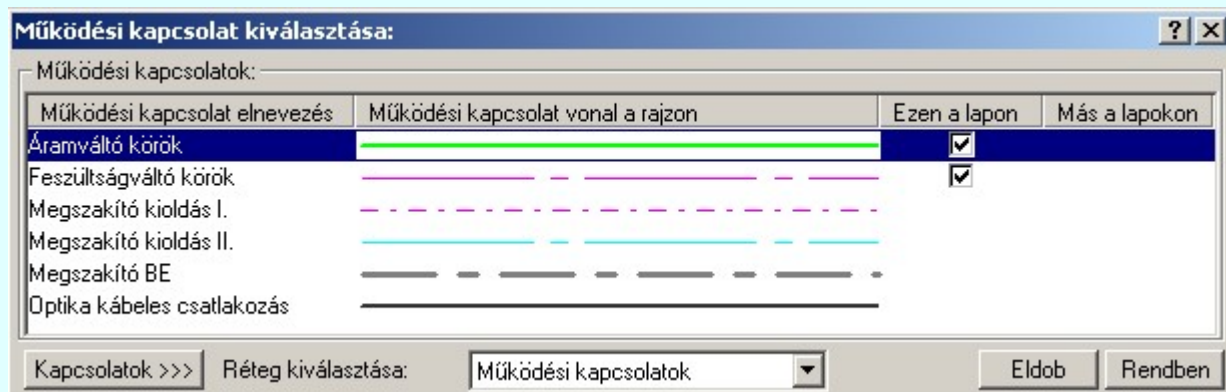 Működési kapcsolat kiválasztása:
Működési kapcsolatok:
Működési kapcsolat elnevezés Működési kapcsolat vonal a rajzon Ezen a lapon Más a lapokon
Áramváltó körök
Feszültségváltó körök
Megszakító kioldás I.
Megszakító kioldás II.
Megszakító BE
Optika kábeles csatlakozás
Kapcsolatok >>> Réteg kiválasztása: Működési kapcsolatok Eldob Rendben